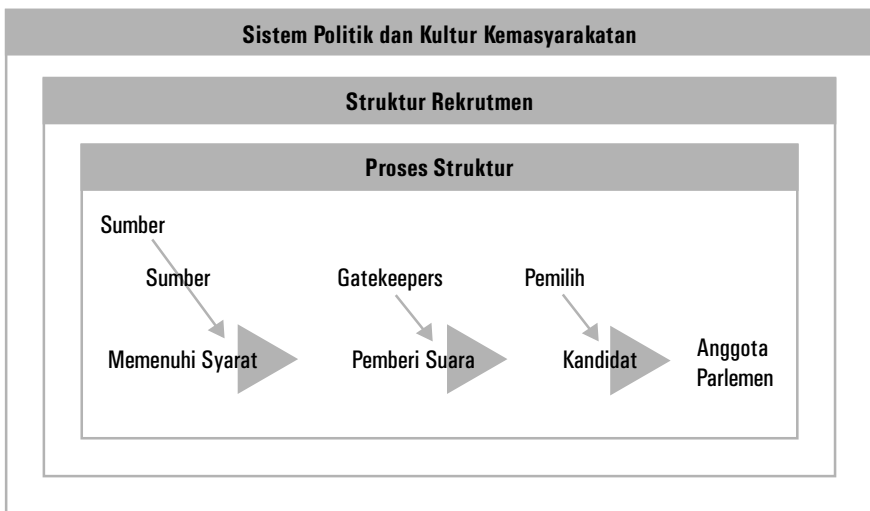 Sistem Politik dan Kultur Kemasyarakatan
Struktur Rekrutmen
Proses Struktur
Sumber
Sumber
Gatekeepers
Pemilih
Memenuhi Syarat
Pemberi Suara
Kandidat
Anggota
Parlemen